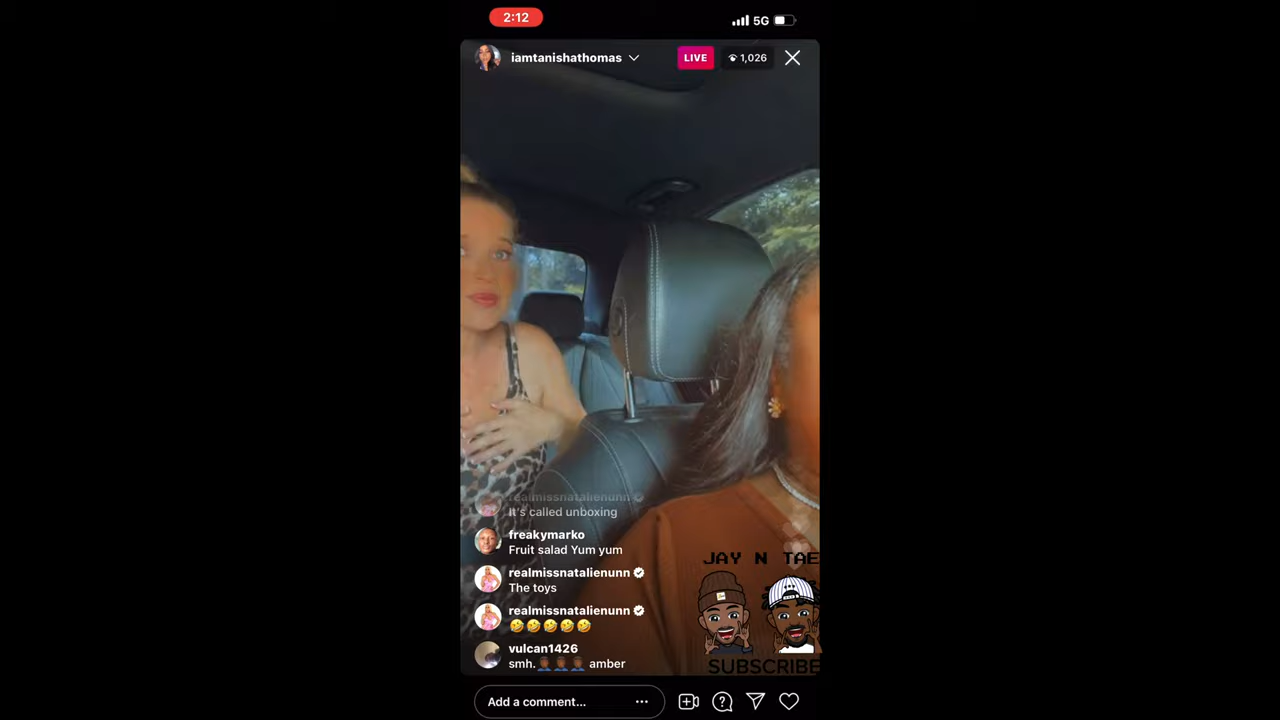 2:12
5G
iamtanishathomas
LIVE
1,026
realmissnatalienunn
It's called unboxing
freakymarko
Fruit salad Yum yum
realmissnatalienunn
The toys
realmissnatalienunn
vulcan1426
smh. amber
JAY N TAE
SUBSCRIBE
Add a comment...